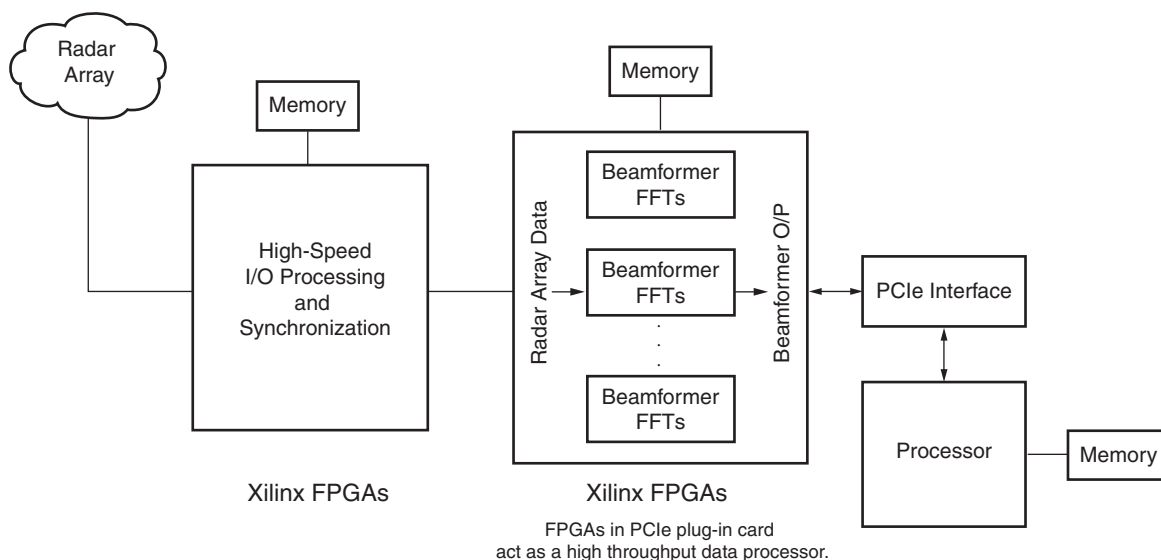 Radar
Array
Memory
High-Speed
I/O Processing
and
Synchronization
Xilinx FPGAs
Memory
Radar Array Data
Beamformer
FFTs
Beamformer
FFTs
.
.
.
Beamformer
FFTs
Beamformer O/P
Xilinx FPGAs
FPGAs in PCIe plug-in card
act as a high throughput data processor.
PCIe Interface
Processor
Memory